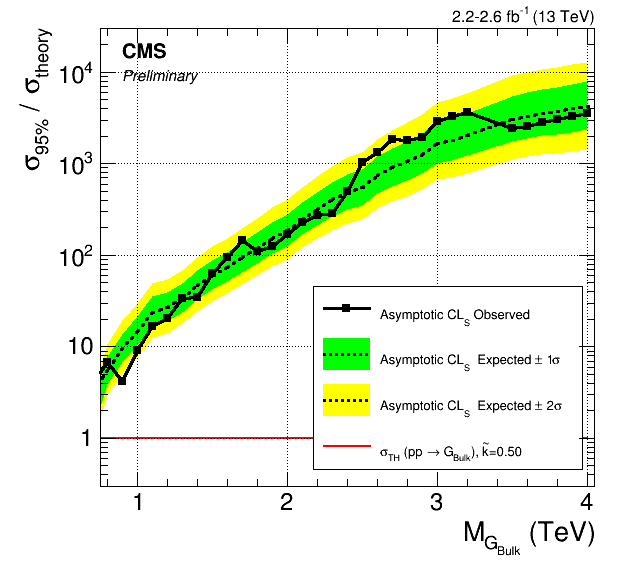 2.2-2.6 fb⁻¹ (13 TeV)
CMS
Preliminary
σ95% / σtheory
10⁴
10³
10²
10
1
Asymptotic CLS Observed
Asymptotic CLS Expected ± 1σ
Asymptotic CLS Expected ± 2σ
σTH (pp → GBulk), k̃=0.50
1 2 3 4
MGBulk (TeV)